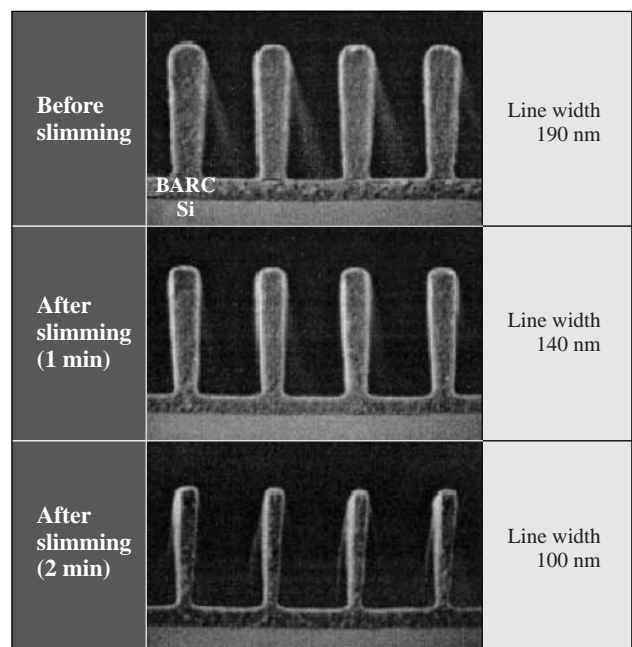 Before
slimming
BARC
Si
Line width
190 nm
After
slimming
(1 min)
Line width
140 nm
After
slimming
(2 min)
Line width
100 nm